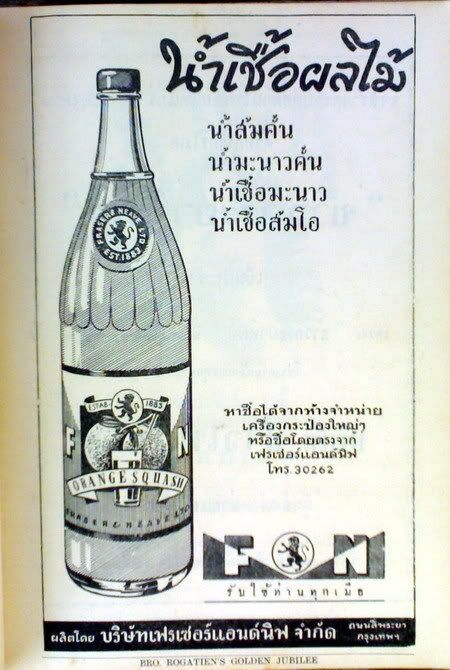 น้ำเชื้อผลไม้
น้ำส้มคั้น
น้ำมะนาวคั้น
น้ำเชื้อมะนาว
น้ำเชื้อส้มโอ
FRASER & NEAVE LTD.
EST. 1883
ESTAB. 1883
F N
ORANGE SQUASH
FRASER & NEAVE LTD
หาซื้อได้จากห้างจำหน่าย
เครื่องกระป๋องใหญ่ๆ
หรือซื้อโดยตรงจาก
เฟรเซอร์แอนด์นิฟ
โทร. 30262
F N
รับใช้ท่านทุกเมื่อ
ผลิตโดย บริษัทเฟรเซอร์แอนด์นิฟ จำกัด ถนนสี่พระยา
กรุงเทพฯ
BRO. ROGATIEN'S GOLDEN JUBILEE